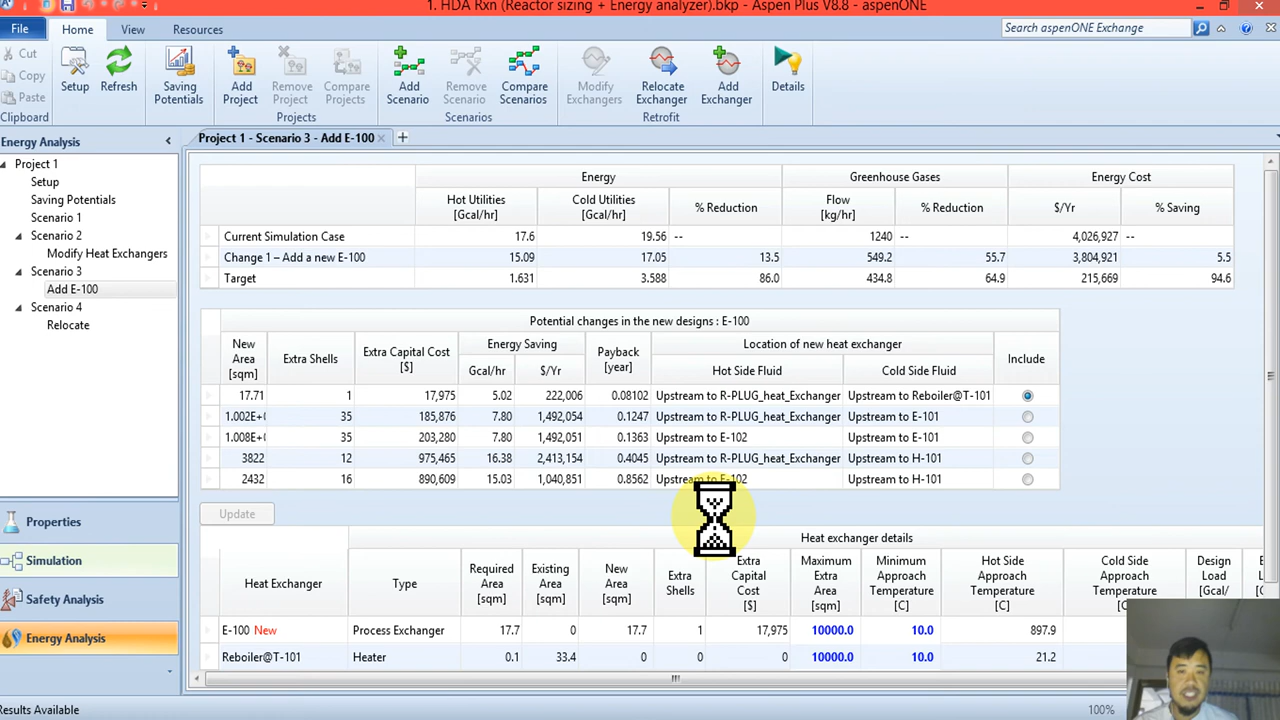 1. HDA Rxn (Reactor sizing + Energy analyzer).bkp - Aspen Plus V8.8 - aspenONE
File Home View Resources Search aspenONE Exchange
Cut
Copy
Paste
Clipboard
Setup
Refresh
Saving Potentials
Add Project
Remove Project
Compare Projects
Projects
Add Scenario
Remove Scenario
Compare Scenarios
Scenarios
Modify Exchangers
Relocate Exchanger
Add Exchanger
Retrofit
Details
Energy Analysis
Project 1
Setup
Saving Potentials
Scenario 1
Scenario 2
Modify Heat Exchangers
Scenario 3
Add E-100
Scenario 4
Relocate
Properties
Simulation
Safety Analysis
Energy Analysis
Project 1 - Scenario 3 - Add E-100
Energy Greenhouse Gases Energy Cost
Hot Utilities [Gcal/hr] Cold Utilities [Gcal/hr] % Reduction Flow [kg/hr] % Reduction $/Yr % Saving
Current Simulation Case 17.6 19.56 -- 1240 -- 4,026,927 --
Change 1 – Add a new E-100 15.09 17.05 13.5 549.2 55.7 3,804,921 5.5
Target 1.631 3.588 86.0 434.8 64.9 215,669 94.6
Potential changes in the new designs : E-100
New Area [sqm] Extra Shells Extra Capital Cost [$] Energy Saving Payback [year] Location of new heat exchanger Include
Gcal/hr $/Yr Hot Side Fluid Cold Side Fluid
17.71 1 17,975 5.02 222,006 0.08102 Upstream to R-PLUG_heat_Exchanger Upstream to Reboiler@T-101
1.002E+ 35 185,876 7.80 1,492,054 0.1247 Upstream to R-PLUG_heat_Exchanger Upstream to E-101
1.008E+ 35 203,280 7.80 1,492,051 0.1363 Upstream to E-102 Upstream to E-101
3822 12 975,465 16.38 2,413,154 0.4045 Upstream to R-PLUG_heat_Exchanger Upstream to H-101
2432 16 890,609 15.03 1,040,851 0.8562 Upstream to E-102 Upstream to H-101
Update
Heat exchanger details
Heat Exchanger Type Required Area [sqm] Existing Area [sqm] New Area [sqm] Extra Shells Extra Capital Cost [$] Maximum Extra Area [sqm] Minimum Approach Temperature [C] Hot Side Approach Temperature [C] Cold Side Approach Temperature Design Load [Gcal/
E-100 New Process Exchanger 17.7 0 17.7 1 17,975 10000.0 10.0 897.9
Reboiler@T-101 Heater 0.1 33.4 0 0 0 10000.0 10.0 21.2
Results Available 100%